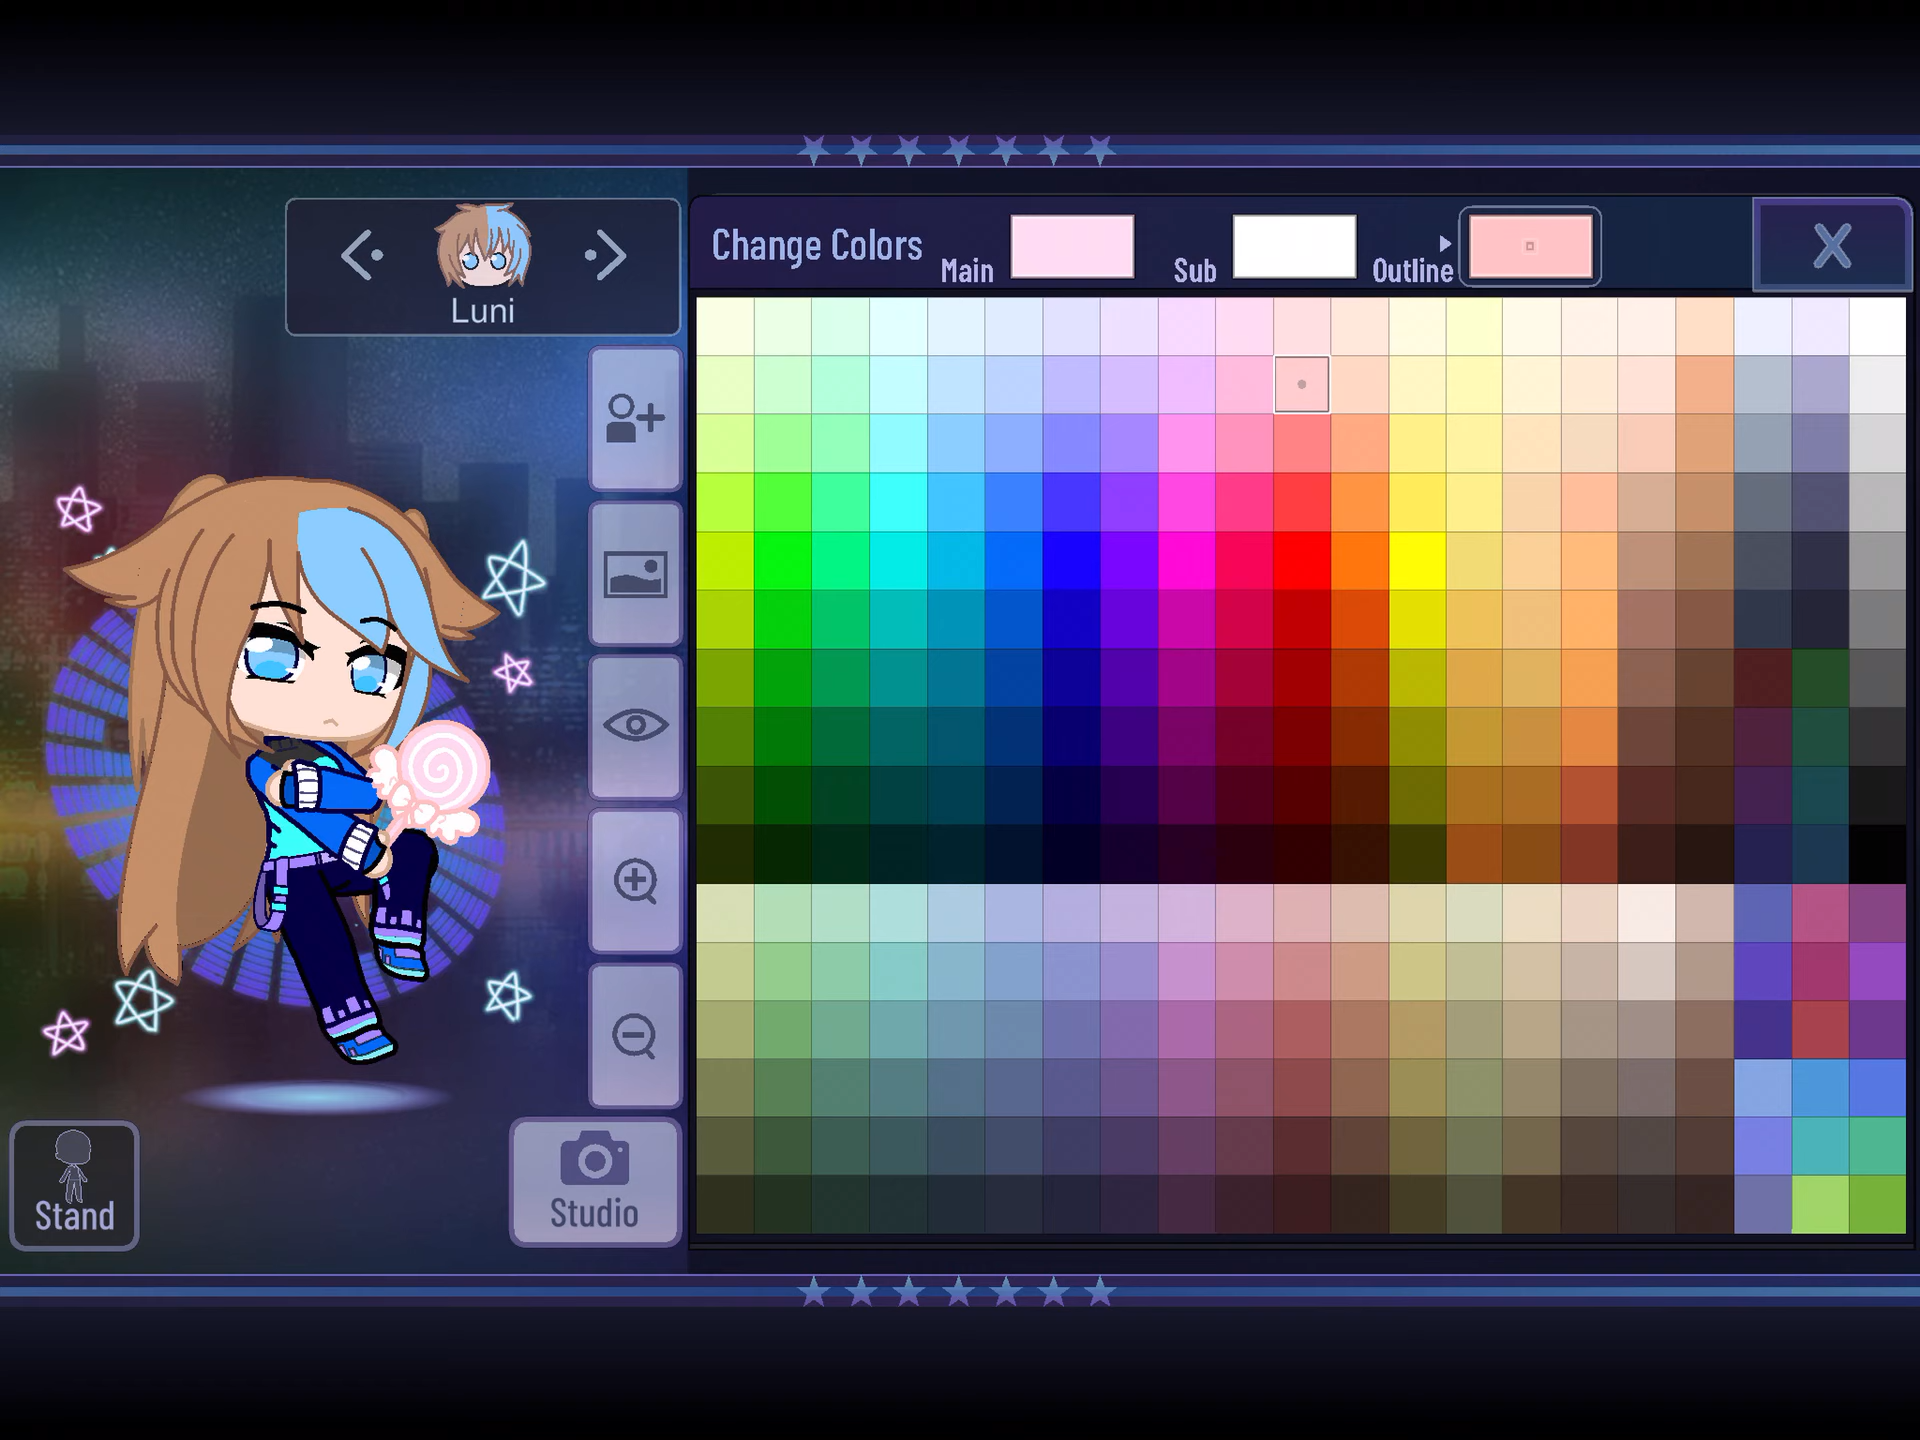 Luni
Change Colors
Main
Sub
Outline
X
Stand
Studio